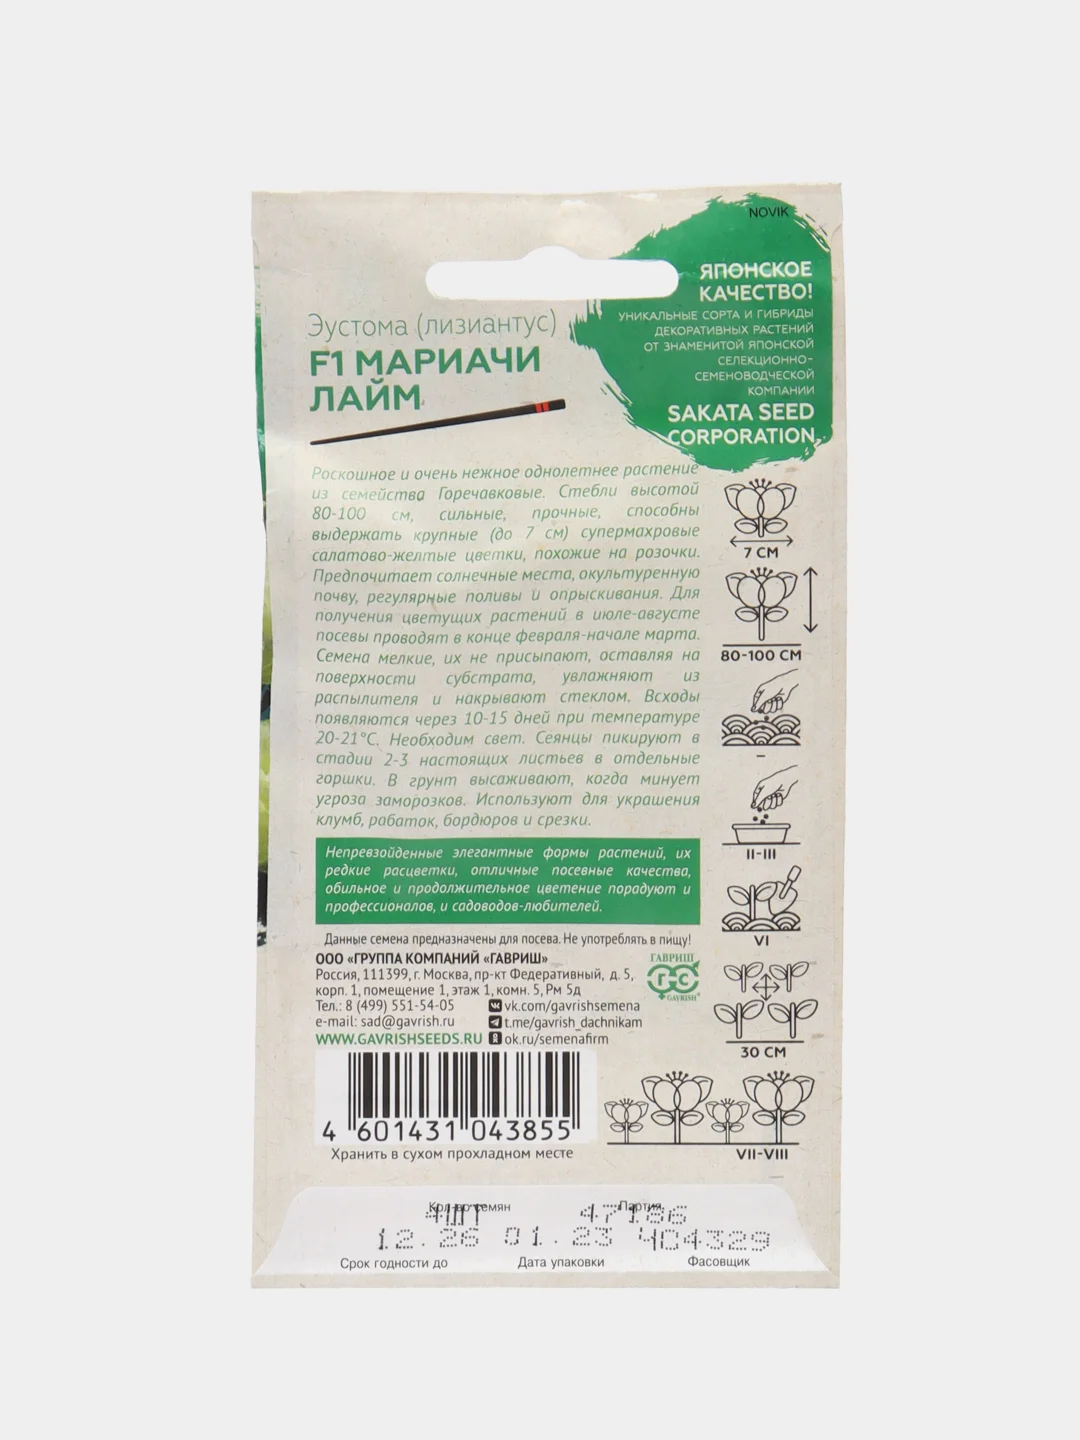 NOVIK
ЯПОНСКОЕ
КАЧЕСТВО!
УНИКАЛЬНЫЕ СОРТА И ГИБРИДЫ
ДЕКОРАТИВНЫХ РАСТЕНИЙ
ОТ ЗНАМЕНИТОЙ ЯПОНСКОЙ
СЕЛЕКЦИОННО-
СЕМЕНОВОДЧЕСКОЙ
КОМПАНИИ
SAKATA SEED
CORPORATION
Эустома (лизиантус)
F1 МАРИАЧИ
ЛАЙМ
Роскошное и очень нежное однолетнее растение
из семейства Горечавковые. Стебли высотой
80-100 см, сильные, прочные, способны
выдержать крупные (до 7 см) супермахровые
салатово-желтые цветки, похожие на розочки.
Предпочитает солнечные места, окультуренную
почву, регулярные поливы и опрыскивания. Для
получения цветущих растений в июле-августе
посевы проводят в конце февраля-начале марта.
Семена мелкие, их не присыпают, оставляя на
поверхности субстрата, увлажняют из
распылителя и накрывают стеклом. Всходы
появляются через 10-15 дней при температуре
20-21°С. Необходим свет. Сеянцы пикируют в
стадии 2-3 настоящих листьев в отдельные
горшки. В грунт высаживают, когда минует
угроза заморозков. Используют для украшения
клумб, рабаток, бордюров и срезки.
Непревзойденные элегантные формы растений, их
редкие расцветки, отличные посевные качества,
обильное и продолжительное цветение порадуют и
профессионалов, и садоводов-любителей.
7 СМ
80-100 СМ
–
II-III
VI
30 СМ
VII-VIII
Данные семена предназначены для посева. Не употреблять в пищу!
ООО «ГРУППА КОМПАНИЙ «ГАВРИШ»
Россия, 111399, г. Москва, пр-кт Федеративный, д. 5,
корп. 1, помещение 1, этаж 1, комн. 5, Рм 5д
Тел.: 8 (499) 551-54-05
vk.com/gavrishsemena
e-mail: sad@gavrish.ru
t.me/gavrish_dachnikam
WWW.GAVRISHSEEDS.RU
ok.ru/semenafirm
ГАВРИШ
ГС
GAVRISH®
4 601431 043855
Хранить в сухом прохладном месте
Кол-во семян
Партия
4ШТ 47186
12.26 01.23 4С4329
Срок годности до
Дата упаковки
Фасовщик